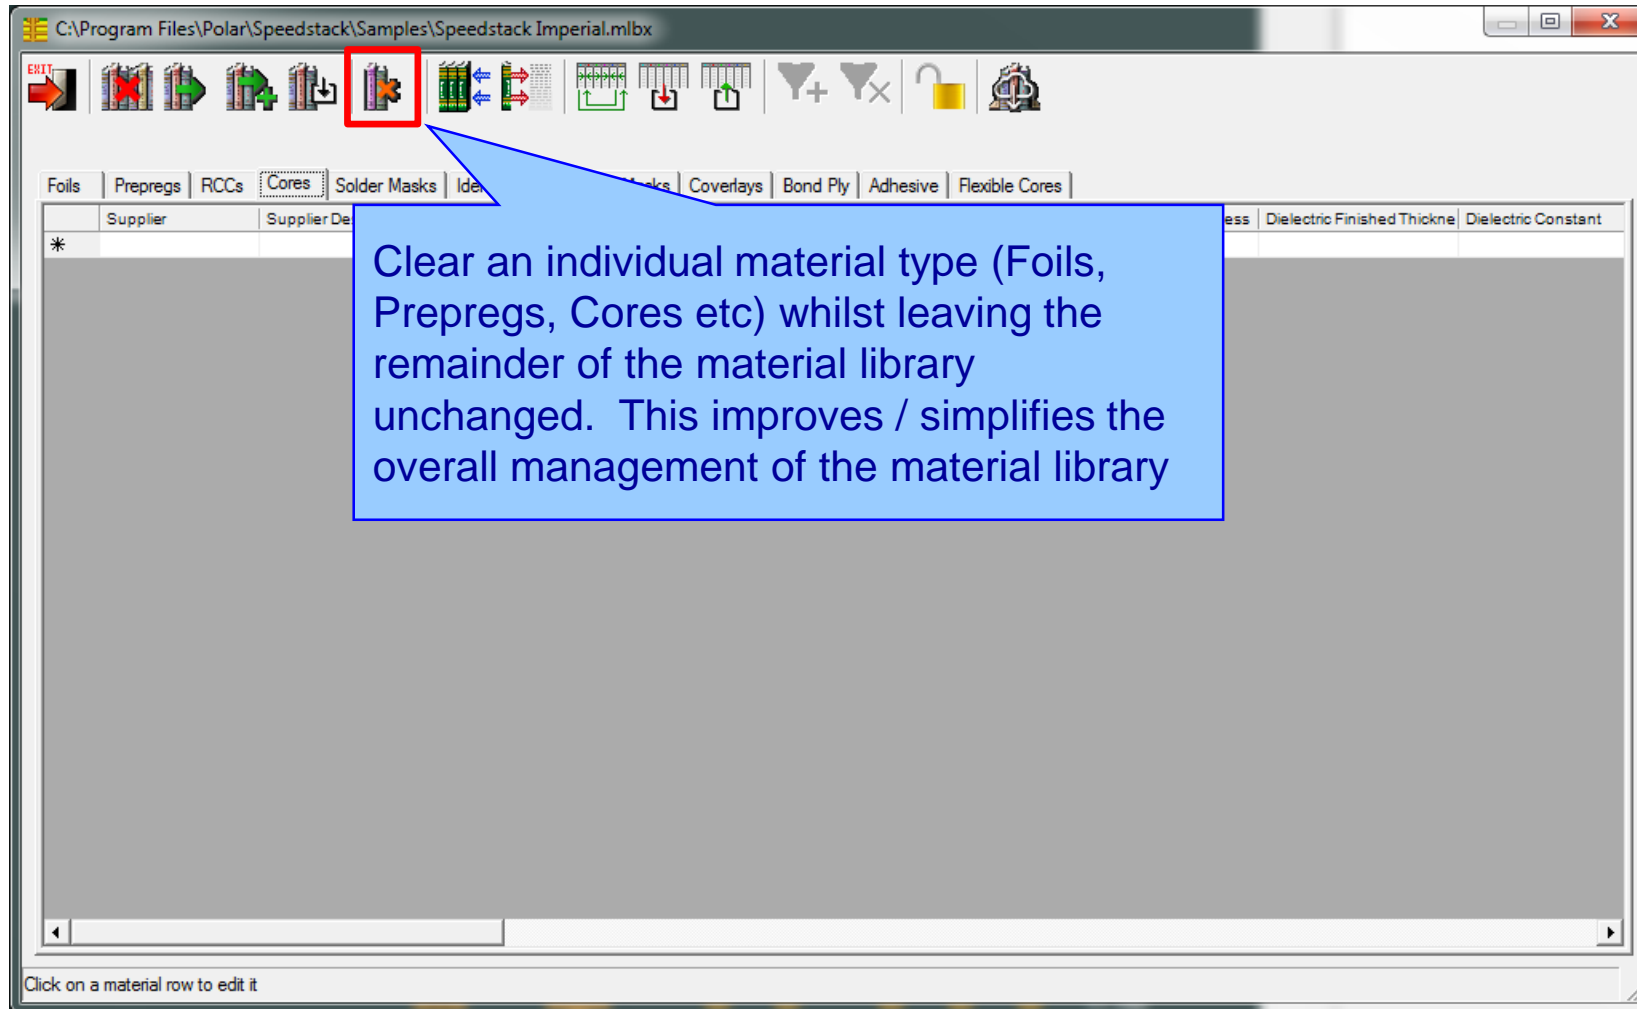 C:\Program Files\Polar\Speedstack\Samples\Speedstack Imperial.mlbx
EXIT
Foils Prepregs RCCs Cores Solder Masks Coverlays Bond Ply Adhesive Flexible Cores
Supplier Supplier Dielectric Finished Thickne Dielectric Constant
Clear an individual material type (Foils,
Prepregs, Cores etc) whilst leaving the
remainder of the material library
unchanged.  This improves / simplifies the
overall management of the material library
Click on a material row to edit it